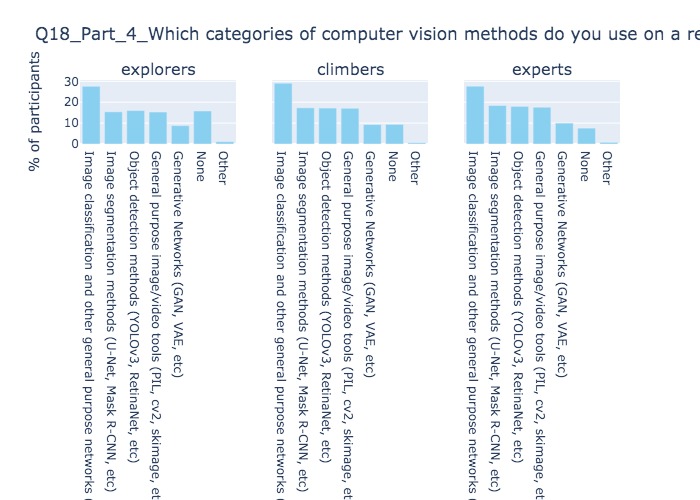 Q18_Part_4_Which categories of computer vision methods do you use on a re
% of participants
explorers
climbers
experts
30
20
10
0
Image classification and other general purpose networks (
Image segmentation methods (U-Net, Mask R-CNN, etc)
Object detection methods (YOLOv3, RetinaNet, etc)
General purpose image/video tools (PIL, cv2, skimage, et
Generative Networks (GAN, VAE, etc)
None
Other
Image classification and other general purpose networks (
Image segmentation methods (U-Net, Mask R-CNN, etc)
Object detection methods (YOLOv3, RetinaNet, etc)
General purpose image/video tools (PIL, cv2, skimage, et
Generative Networks (GAN, VAE, etc)
None
Other
Image classification and other general purpose networks (
Image segmentation methods (U-Net, Mask R-CNN, etc)
Object detection methods (YOLOv3, RetinaNet, etc)
General purpose image/video tools (PIL, cv2, skimage, et
Generative Networks (GAN, VAE, etc)
None
Other